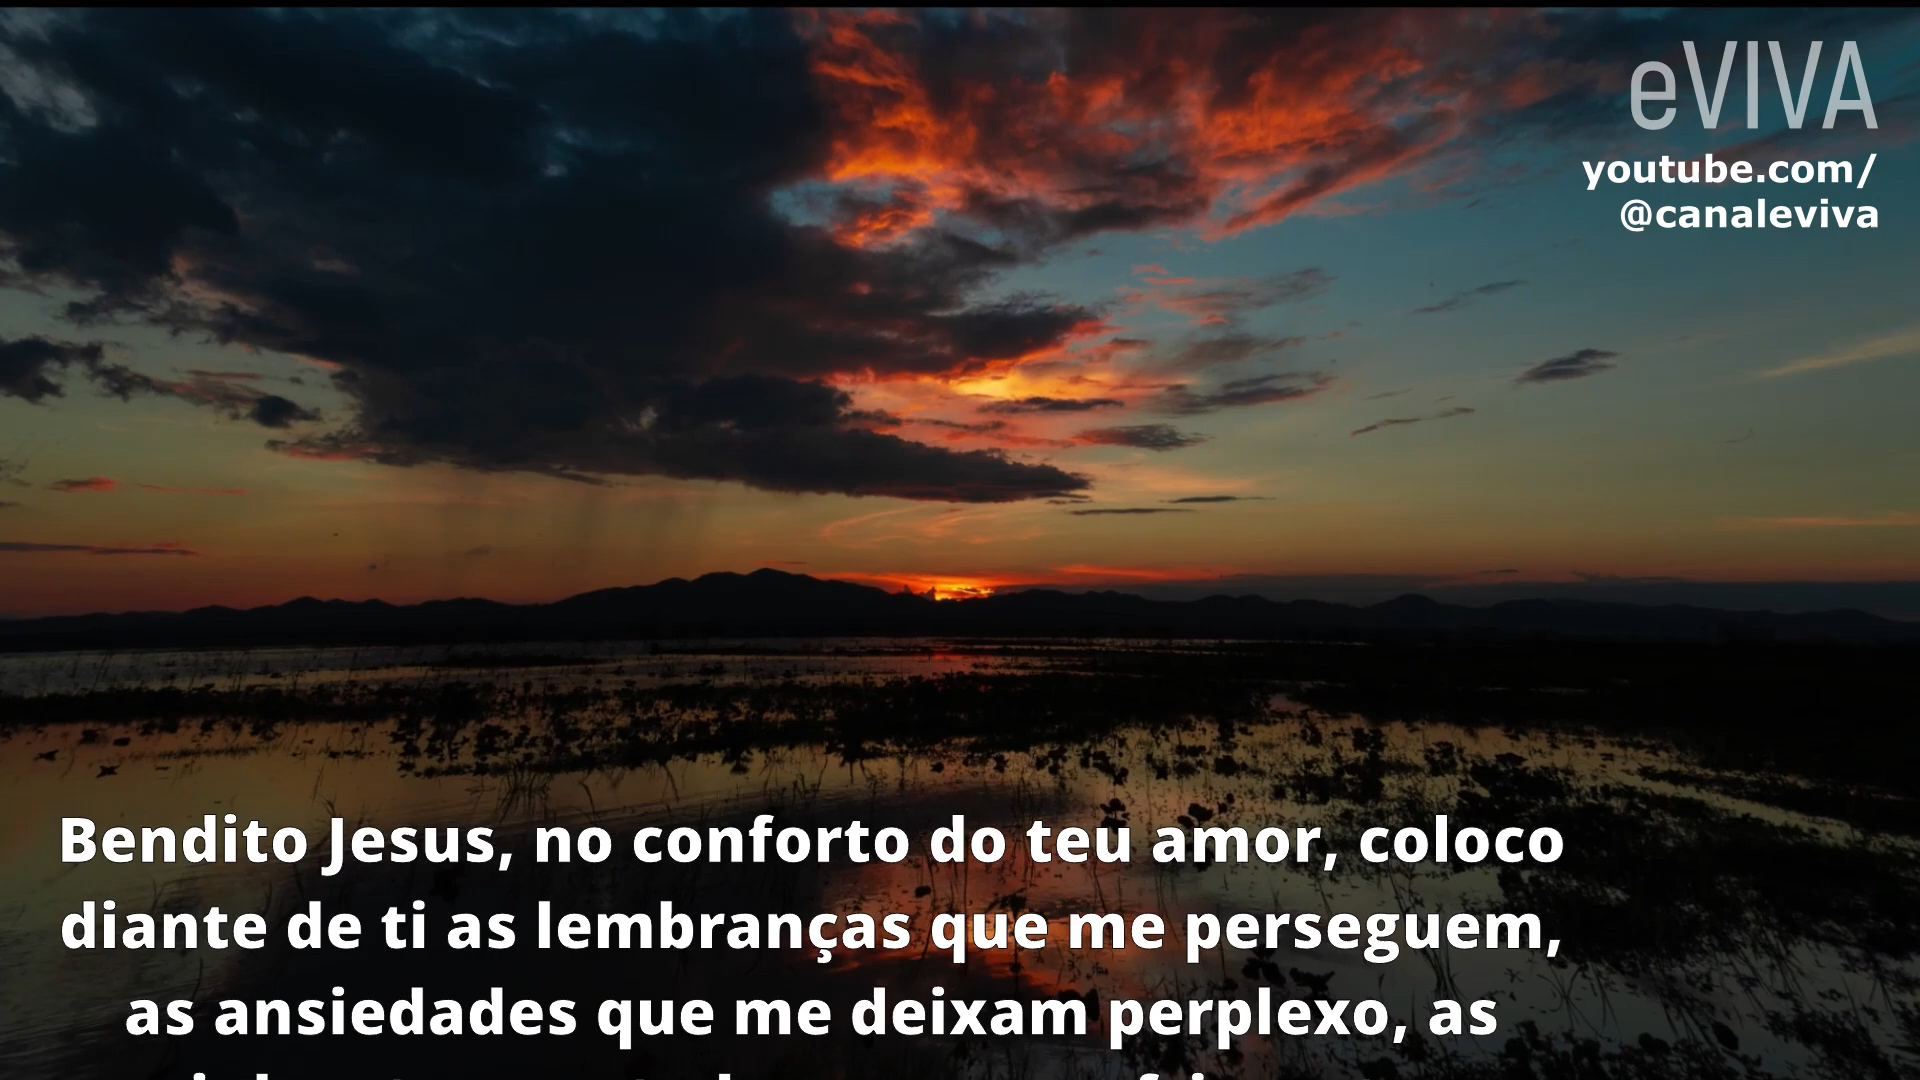 eVIVA
youtube.com/
@canaleviva
Bendito Jesus, no conforto do teu amor, coloco
diante de ti as lembranças que me perseguem,
as ansiedades que me deixam perplexo, as